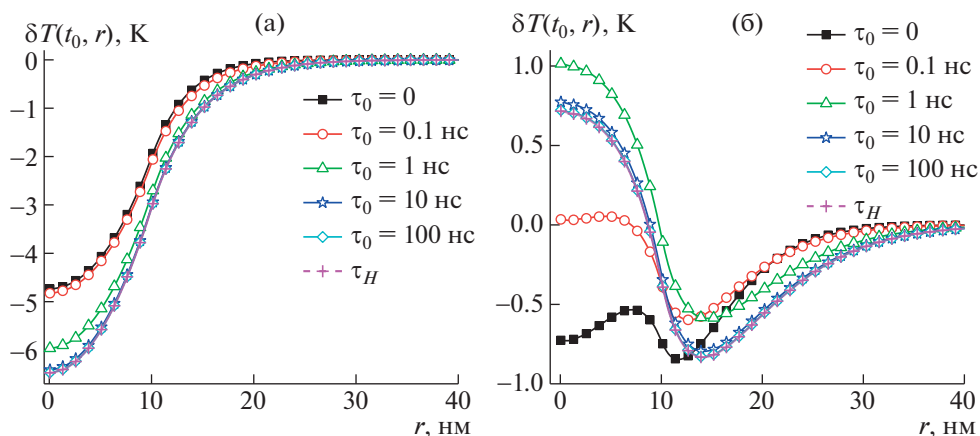 δT(t₀, r), К
(а)
0
−1
−2
−3
−4
−5
−6
0
10
20
30
40
r, нм
τ₀ = 0
τ₀ = 0.1 нс
τ₀ = 1 нс
τ₀ = 10 нс
τ₀ = 100 нс
τ_H
δT(t₀, r), К
(б)
1.0
0.5
0.0
−0.5
−1.0
0
10
20
30
40
r, нм
τ₀ = 0
τ₀ = 0.1 нс
τ₀ = 1 нс
τ₀ = 10 нс
τ₀ = 100 нс
τ_H